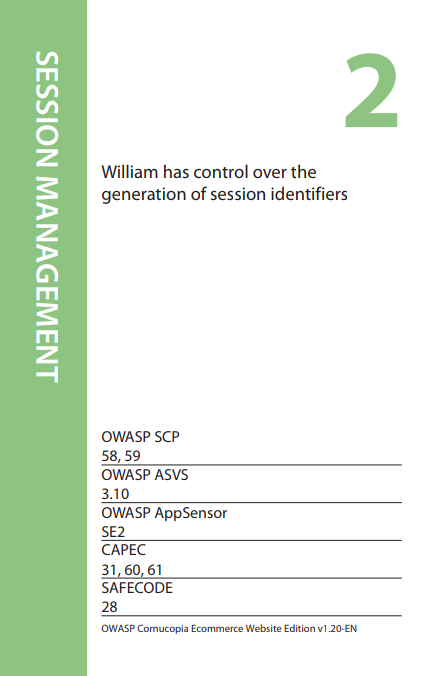 SESSION MANAGEMENT
2
William has control over the
generation of session identifiers
OWASP SCP
58, 59
OWASP ASVS
3.10
OWASP AppSensor
SE2
CAPEC
31, 60, 61
SAFECODE
28
OWASP Cornucopia Ecommerce Website Edition v1.20-EN